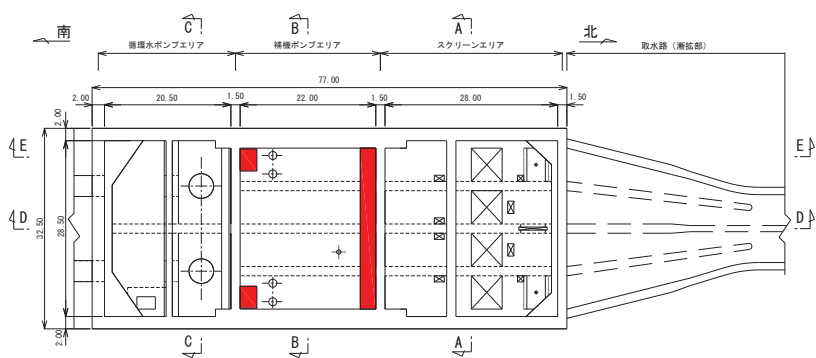 C B A
南 北
循環水ポンプエリア 補機ポンプエリア スクリーンエリア 取水路（漸拡部）
77.00
2.00 20.50 1.50 22.00 1.50 28.00 1.50
2.00
E E
D D
32.50 28.50
2.00
C B A